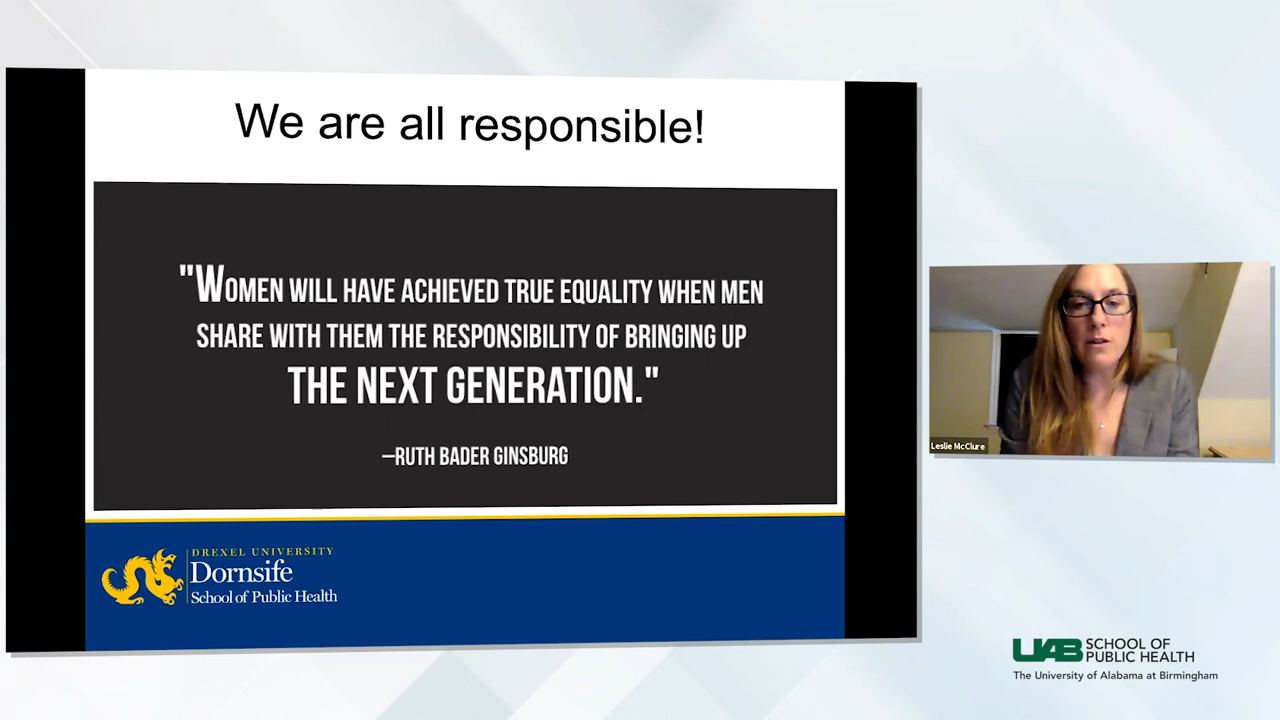 We are all responsible!
"WOMEN WILL HAVE ACHIEVED TRUE EQUALITY WHEN MEN
SHARE WITH THEM THE RESPONSIBILITY OF BRINGING UP
THE NEXT GENERATION."
—RUTH BADER GINSBURG
DREXEL UNIVERSITY
Dornsife
School of Public Health
Leslie McClure
UAB SCHOOL OF
PUBLIC HEALTH
The University of Alabama at Birmingham